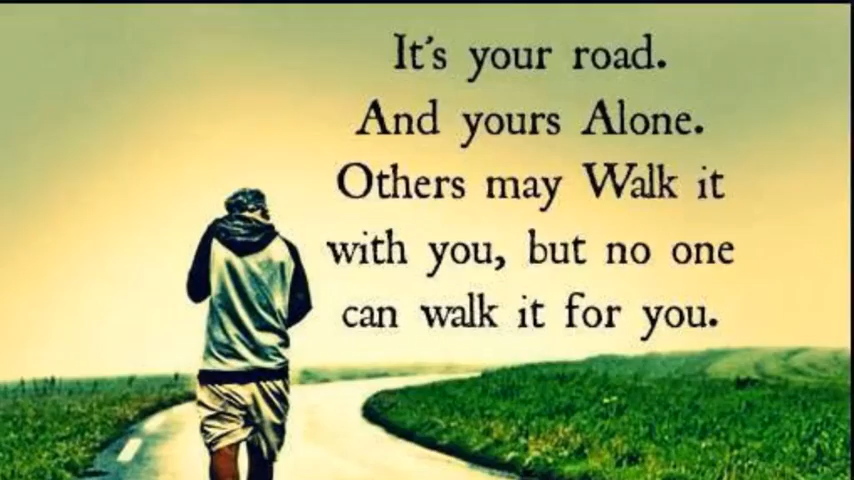 It's your road.
And yours Alone.
Others may Walk it
with you, but no one
can walk it for you.